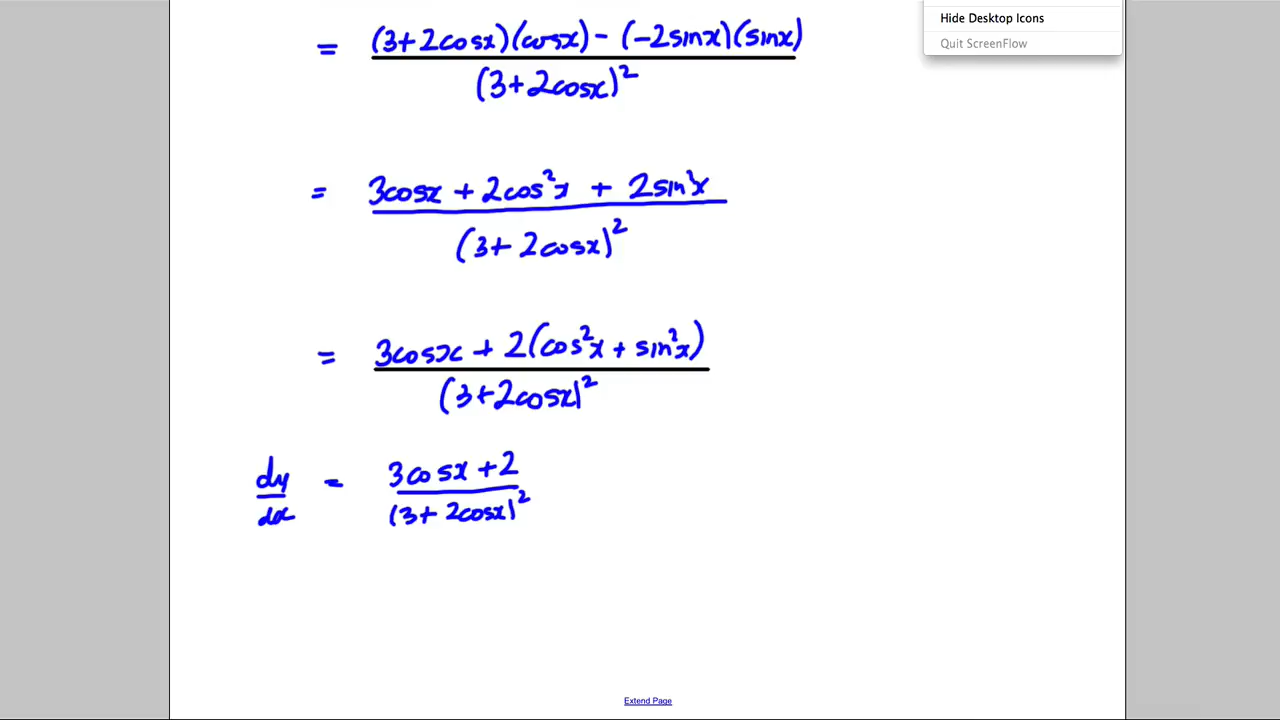 Hide Desktop Icons
Quit ScreenFlow
= (3+2cosx)(cosx) - (-2sinx)(sinx)
(3+2cosx)²
= 3cosx + 2cos²x + 2sin²x
(3+ 2cosx)²
= 3cosx + 2(cos²x + sin²x)
(3+2cosx)²
dy = 3cosx +2
dx (3+ 2cosx)²
Extend Page